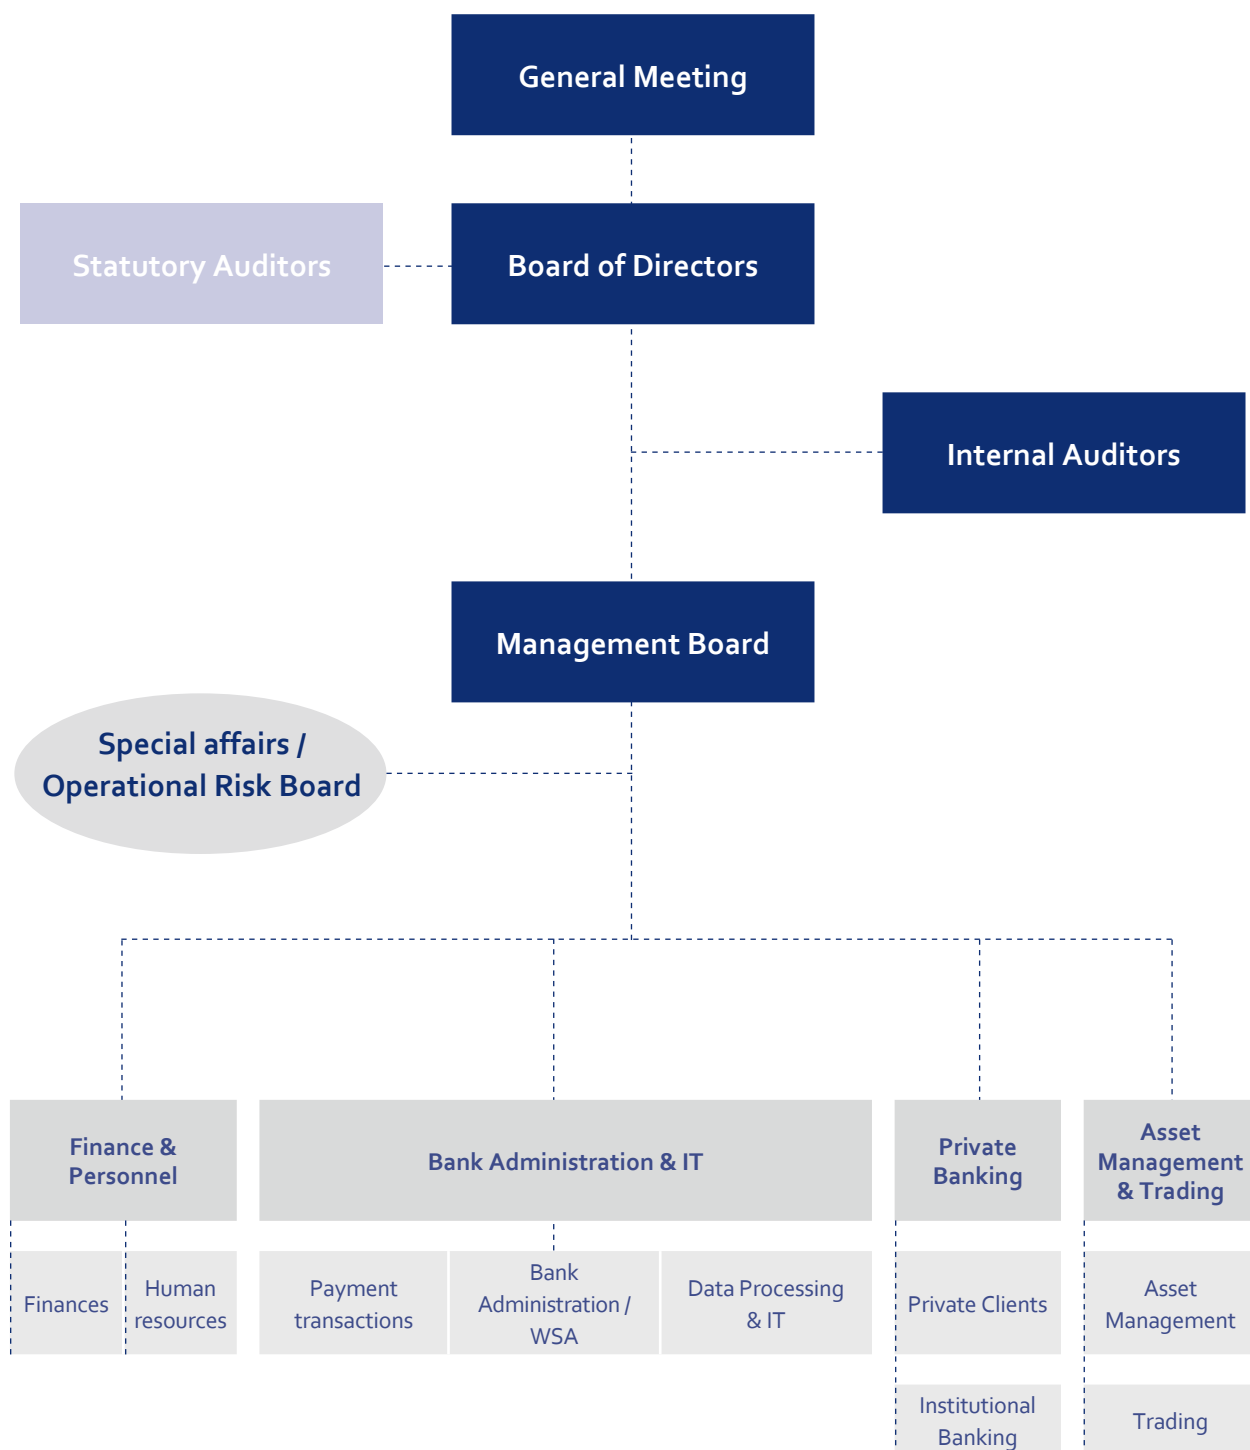 General Meeting
Statutory Auditors
Board of Directors
Internal Auditors
Management Board
Special affairs /
Operational Risk Board
Finance &
Personnel
Bank Administration & IT
Private
Banking
Asset
Management
& Trading
Finances
Human
resources
Payment
transactions
Bank
Administration /
WSA
Data Processing
& IT
Private Clients
Asset
Management
Institutional
Banking
Trading